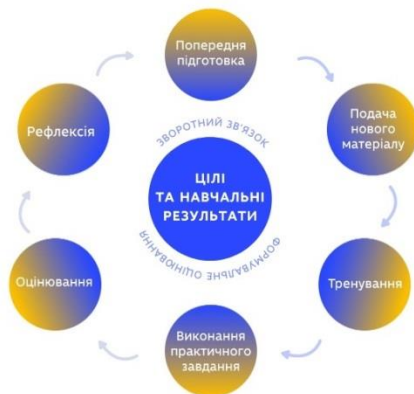 Попередня
підготовка
Подача
нового
матеріалу
Тренування
Виконання
практичного
завдання
Оцінювання
Рефлексія
ЗВОРОТНИЙ ЗВ'ЯЗОК
ЦІЛІ
ТА НАВЧАЛЬНІ
РЕЗУЛЬТАТИ
ФОРМУВАЛЬНЕ ОЦІНЮВАННЯ